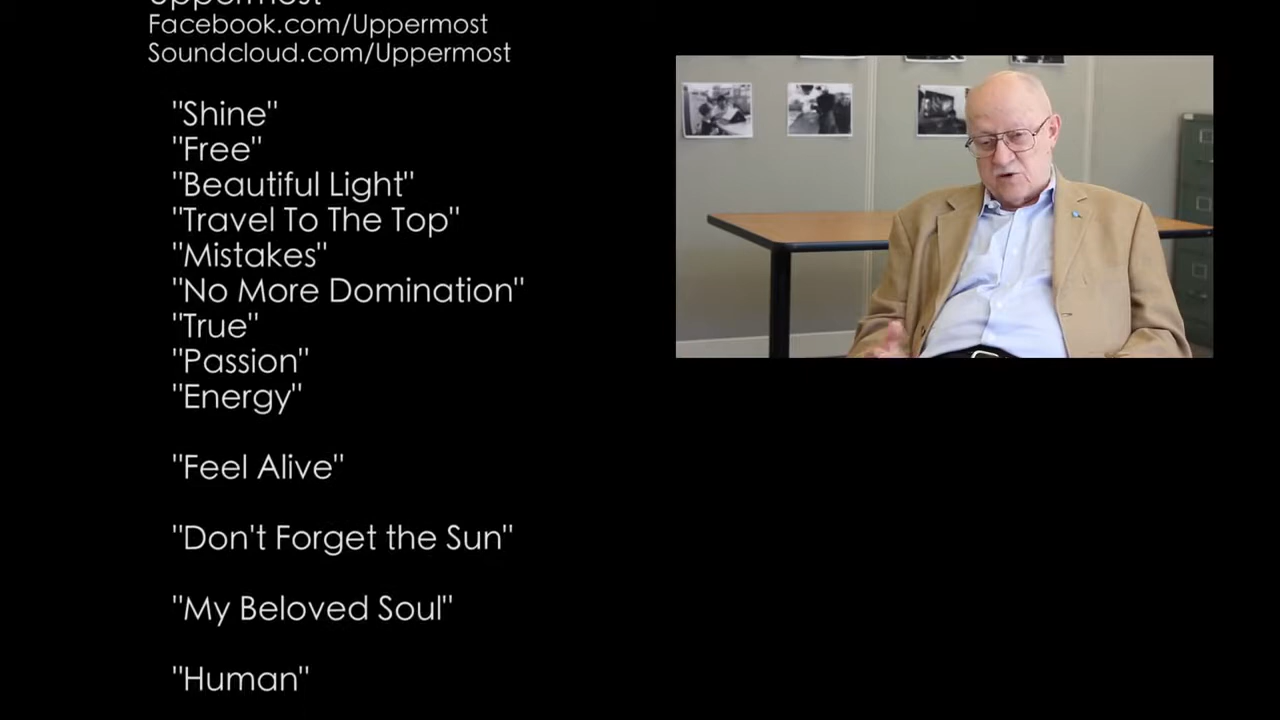 Uppermost
Facebook.com/Uppermost
Soundcloud.com/Uppermost
"Shine"
"Free"
"Beautiful Light"
"Travel To The Top"
"Mistakes"
"No More Domination"
"True"
"Passion"
"Energy"
"Feel Alive"
"Don't Forget the Sun"
"My Beloved Soul"
"Human"